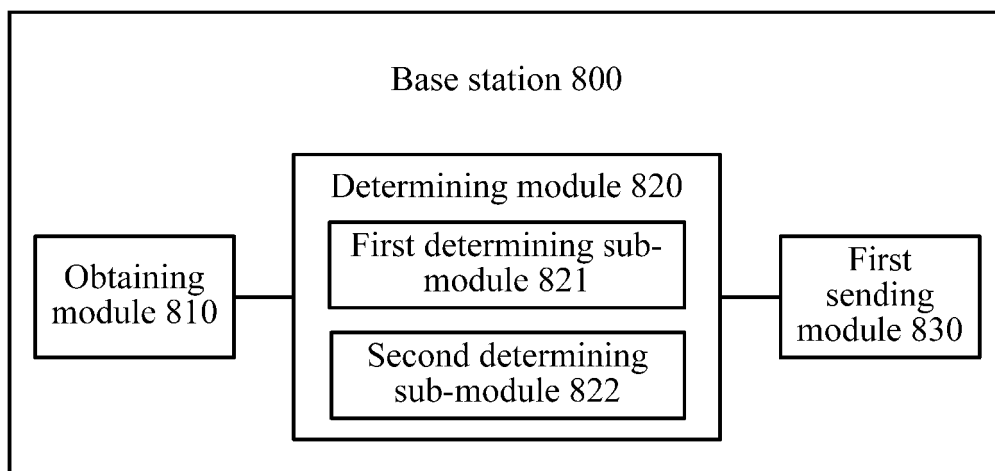 Base station 800
Determining module 820
First determining sub-
module 821
Second determining
sub-module 822
Obtaining
module 810
First
sending
module 830